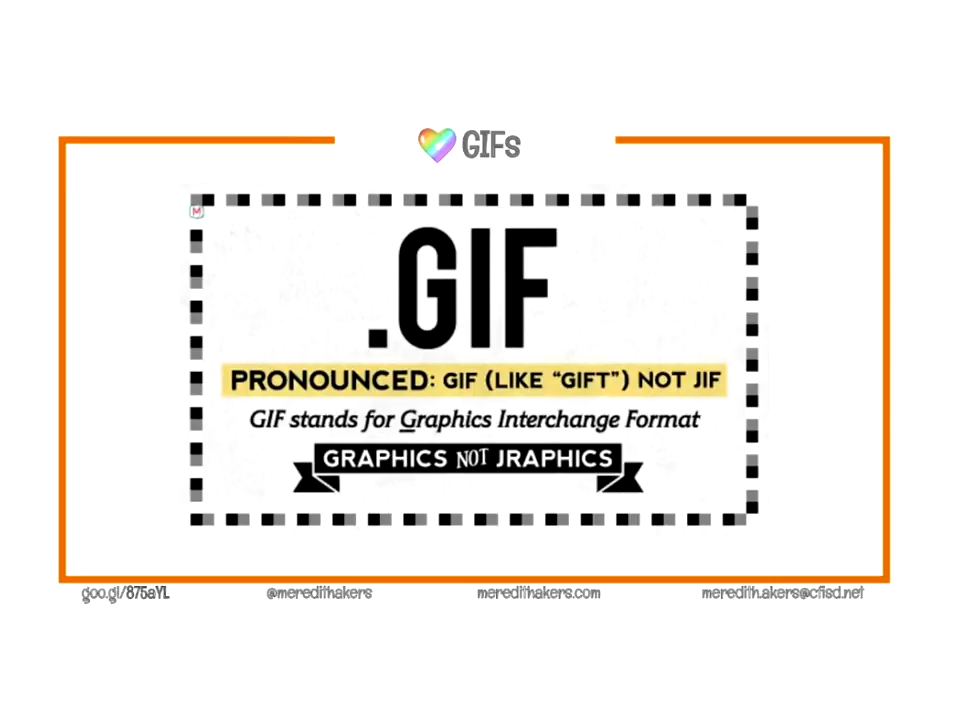 GIFs
M
.GIF
PRONOUNCED: GIF (LIKE “GIFT”) NOT JIF
GIF stands for Graphics Interchange Format
GRAPHICS NOT JRAPHICS
goo.gl/875aYL @meredithakers meredithakers.com meredith.akers@cfisd.net